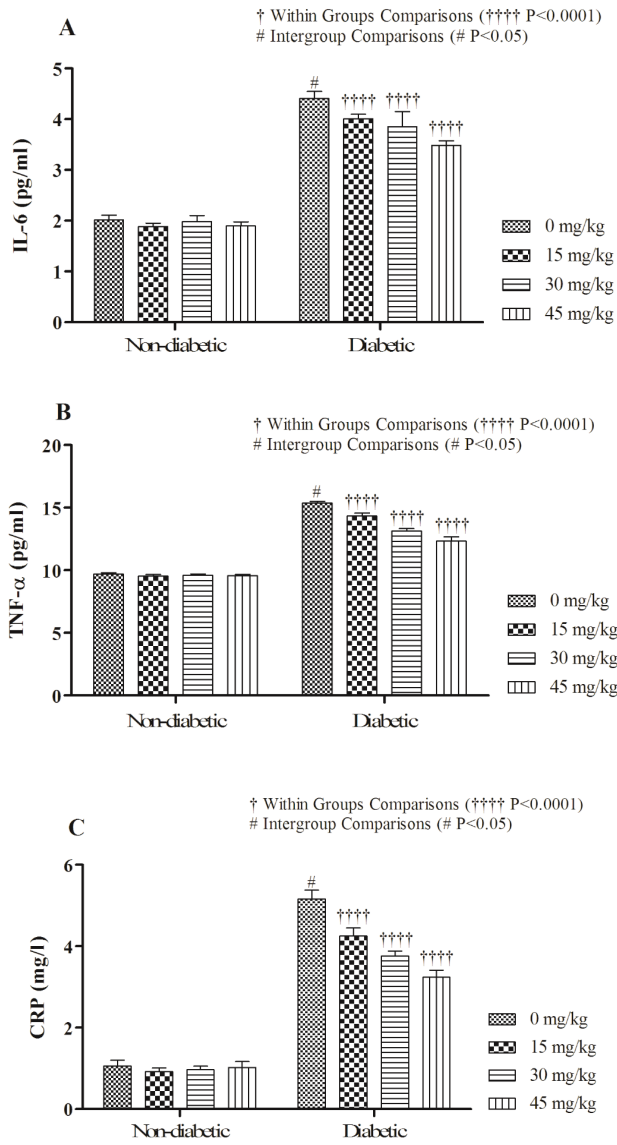 A
† Within Groups Comparisons (†††† P<0.0001)
# Intergroup Comparisons (# P<0.05)
IL-6 (pg/ml)
5
4
3
2
1
0
#
††††
††††
††††
Non-diabetic
Diabetic
0 mg/kg
15 mg/kg
30 mg/kg
45 mg/kg
B
† Within Groups Comparisons (†††† P<0.0001)
# Intergroup Comparisons (# P<0.05)
TNF-α (pg/ml)
20
15
10
5
0
#
††††
††††
††††
Non-diabetic
Diabetic
0 mg/kg
15 mg/kg
30 mg/kg
45 mg/kg
C
† Within Groups Comparisons (†††† P<0.0001)
# Intergroup Comparisons (# P<0.05)
CRP (mg/l)
6
4
2
0
#
††††
††††
††††
Non-diabetic
Diabetic
0 mg/kg
15 mg/kg
30 mg/kg
45 mg/kg